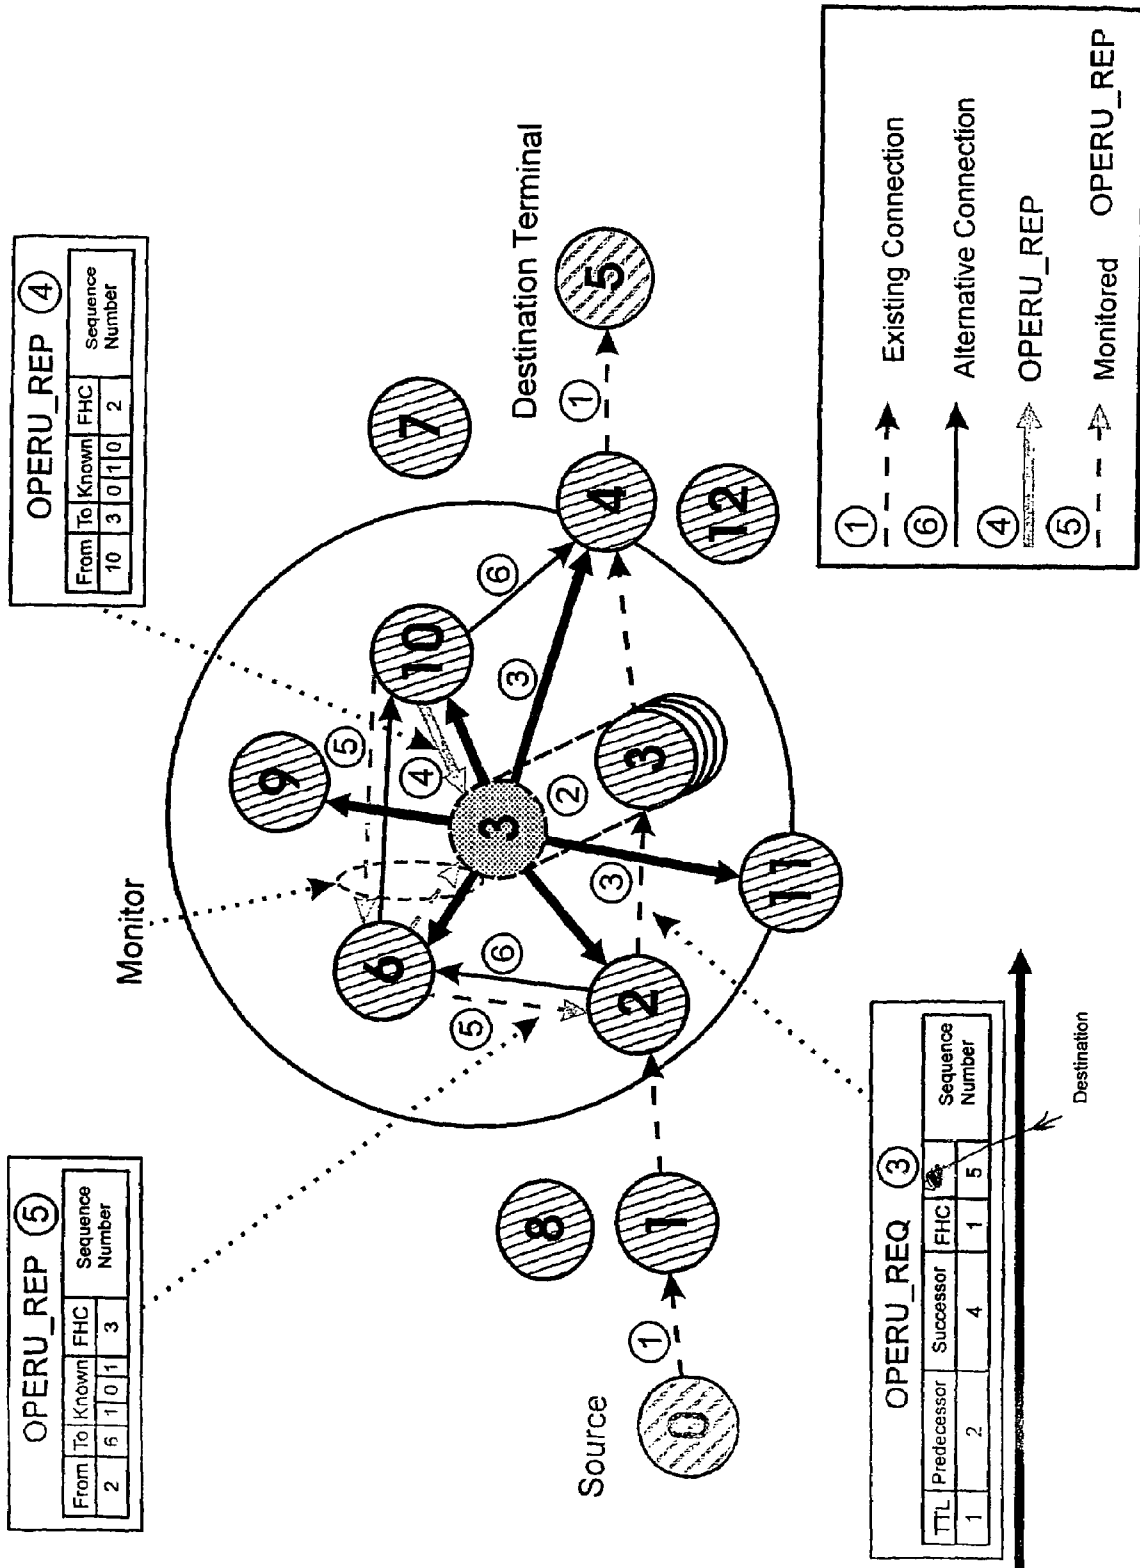 OPERU_REP ⑤
From To Known FHC Sequence Number
2 6 1 0 1 3
OPERU_REP ④
From To Known FHC Sequence Number
10 3 0 1 0 2
Monitor
9
5
6
10
7
4
5
6
6
3
2
3
8
2
3
3
4
Destination Terminal
5
1
12
11
1
Source
0
1
OPERU_REQ ③
TTL Predecessor Successor FHC Sequence Number
1 2 4 1 5
Destination
① Existing Connection
⑥ Alternative Connection
④ OPERU_REP
⑤ Monitored OPERU_REP